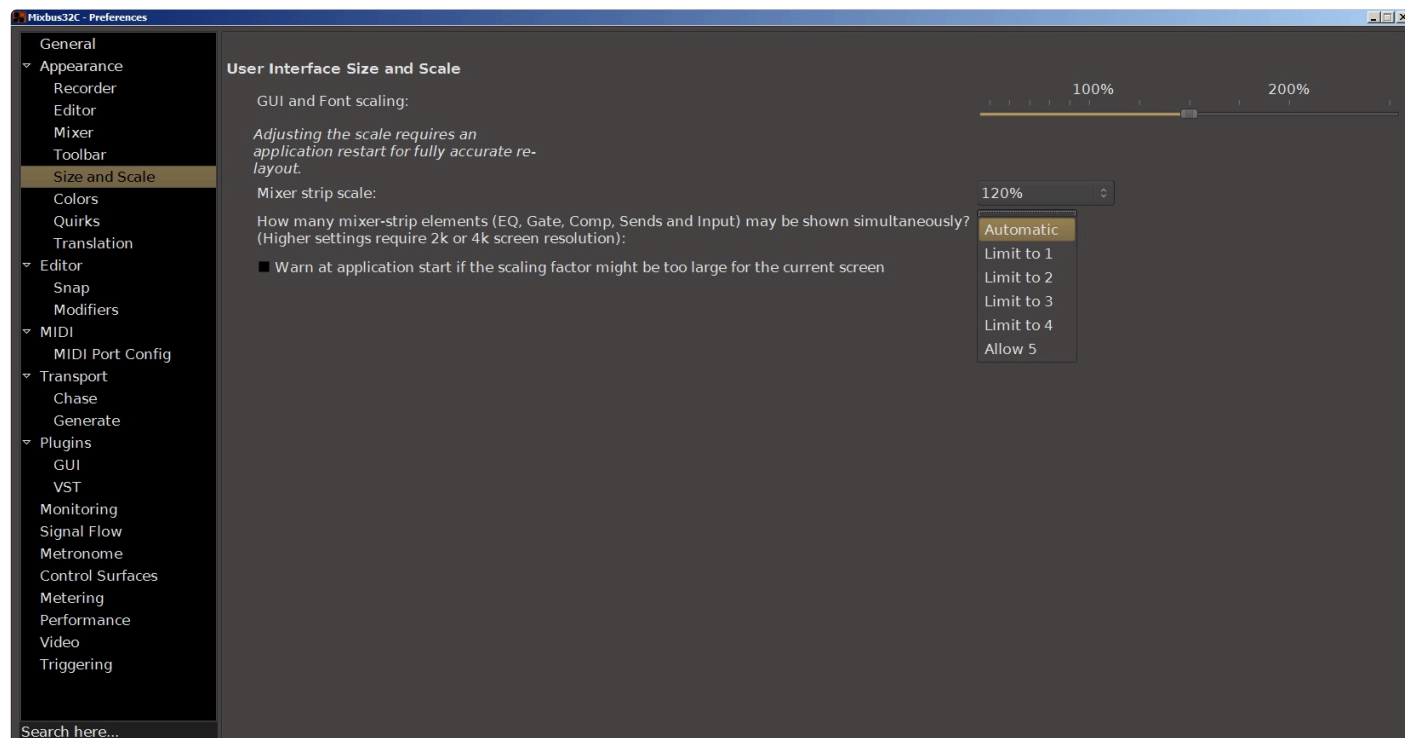 Mixbus32C - Preferences
General
Appearance
Recorder
Editor
Mixer
Toolbar
Size and Scale
Colors
Quirks
Translation
Editor
Snap
Modifiers
MIDI
MIDI Port Config
Transport
Chase
Generate
Plugins
GUI
VST
Monitoring
Signal Flow
Metronome
Control Surfaces
Metering
Performance
Video
Triggering
Search here...
User Interface Size and Scale
GUI and Font scaling:
100% 200%
Adjusting the scale requires an
application restart for fully accurate re-
layout.
Mixer strip scale:
120%
How many mixer-strip elements (EQ, Gate, Comp, Sends and Input) may be shown simultaneously?
(Higher settings require 2k or 4k screen resolution):
Automatic
Limit to 1
Limit to 2
Limit to 3
Limit to 4
Allow 5
Warn at application start if the scaling factor might be too large for the current screen